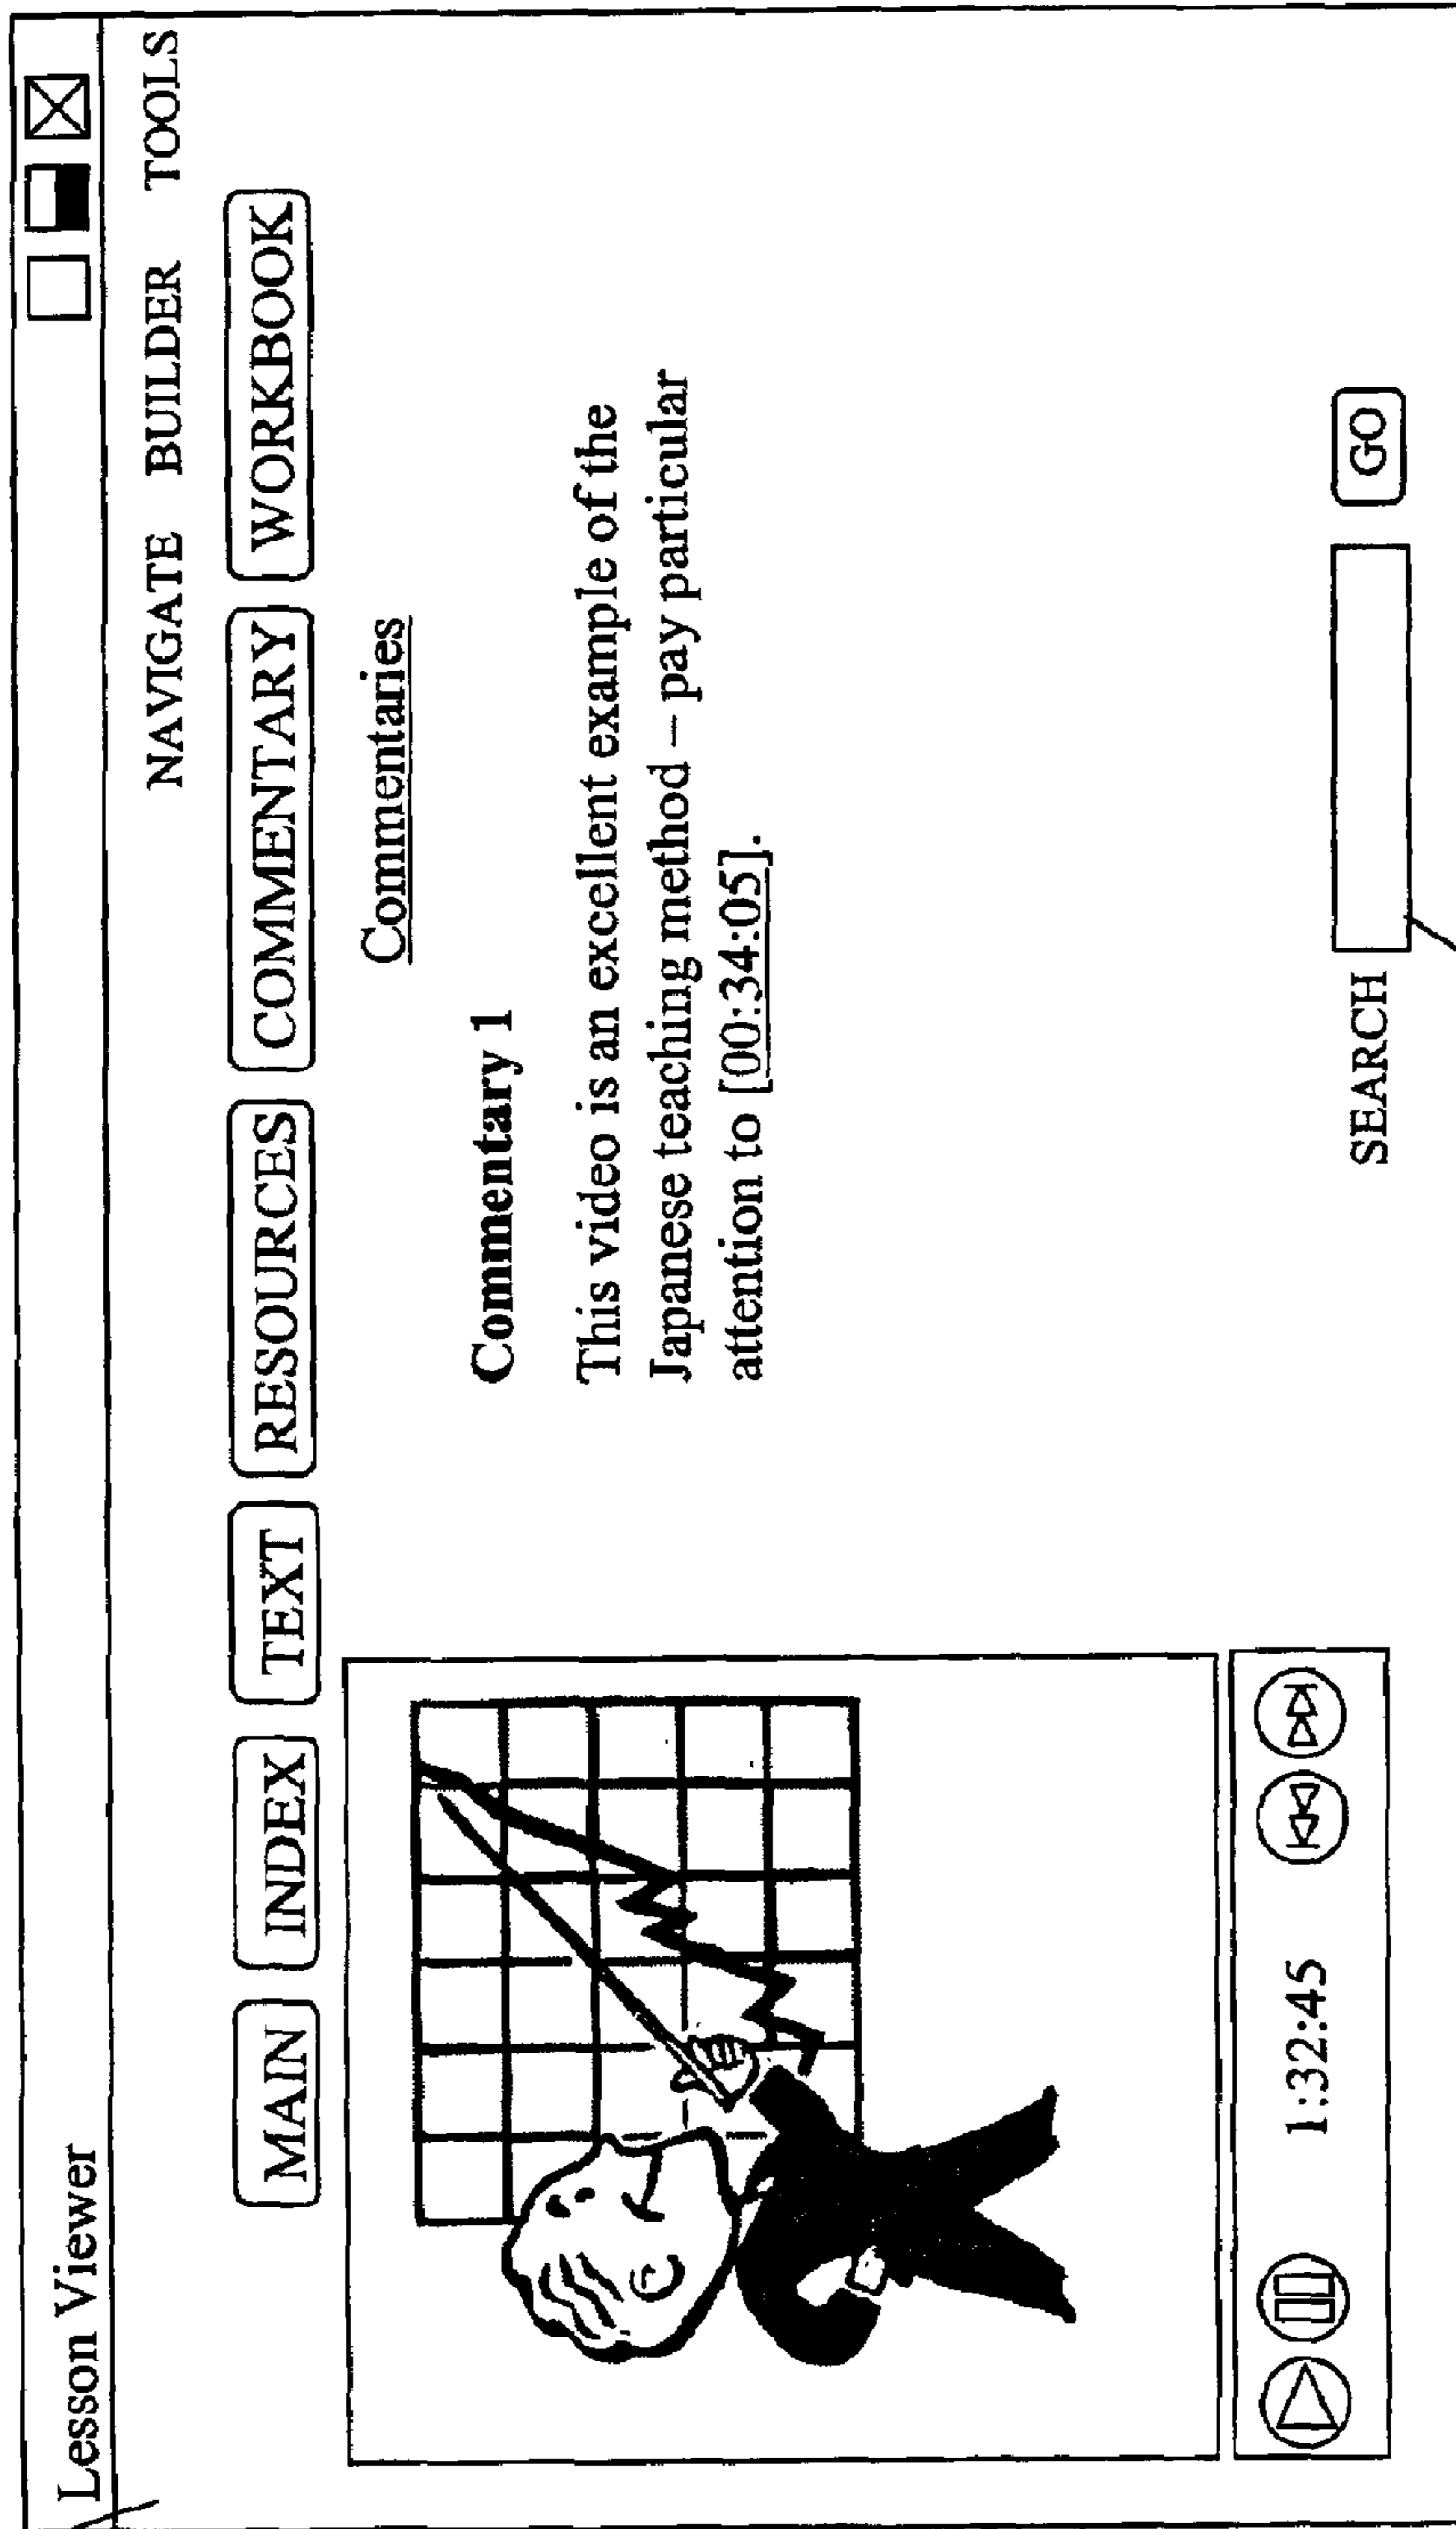 Lesson Viewer
NAVIGATE BUILDER TOOLS
MAIN INDEX TEXT RESOURCES COMMENTARY WORKBOOK
Commentaries
Commentary 1
This video is an excellent example of the
Japanese teaching method – pay particular
attention to [00:34:05].
1:32:45
SEARCH GO